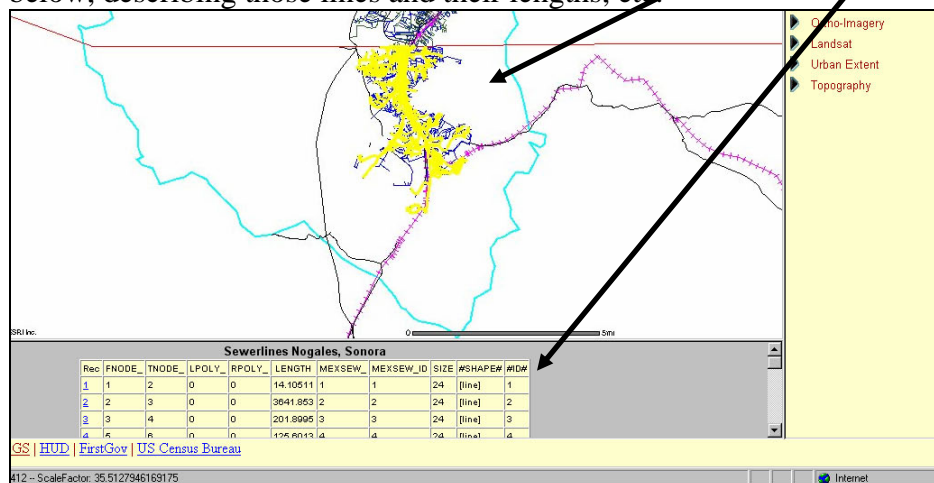 below, describing those lines and their lengths, etc.
Ortho-Imagery
Landsat
Urban Extent
Topography
SRI Inc.
0 5mi
Sewerlines Nogales, Sonora
Rec FNODE_ TNODE_ LPOLY_ RPOLY_ LENGTH MEXSEW_ MEXSEW_ID SIZE #SHAPE# #ID#
1 1 2 0 0 14.10511 1 1 24 [line] 1
2 2 3 0 0 3641.853 2 2 24 [line] 2
3 3 4 0 0 201.8995 3 3 24 [line] 3
4 5 6 0 0 125.6013 4 4 24 [line] 4
GS | HUD | FirstGov | US Census Bureau
412 -- ScaleFactor: 35.5127946169175
Internet